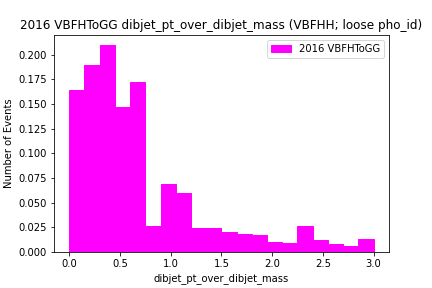 2016 VBFHToGG dibjet_pt_over_dibjet_mass (VBFHH; loose pho_id)
2016 VBFHToGG
Number of Events
0.200
0.175
0.150
0.125
0.100
0.075
0.050
0.025
0.000
0.0 0.5 1.0 1.5 2.0 2.5 3.0
dibjet_pt_over_dibjet_mass